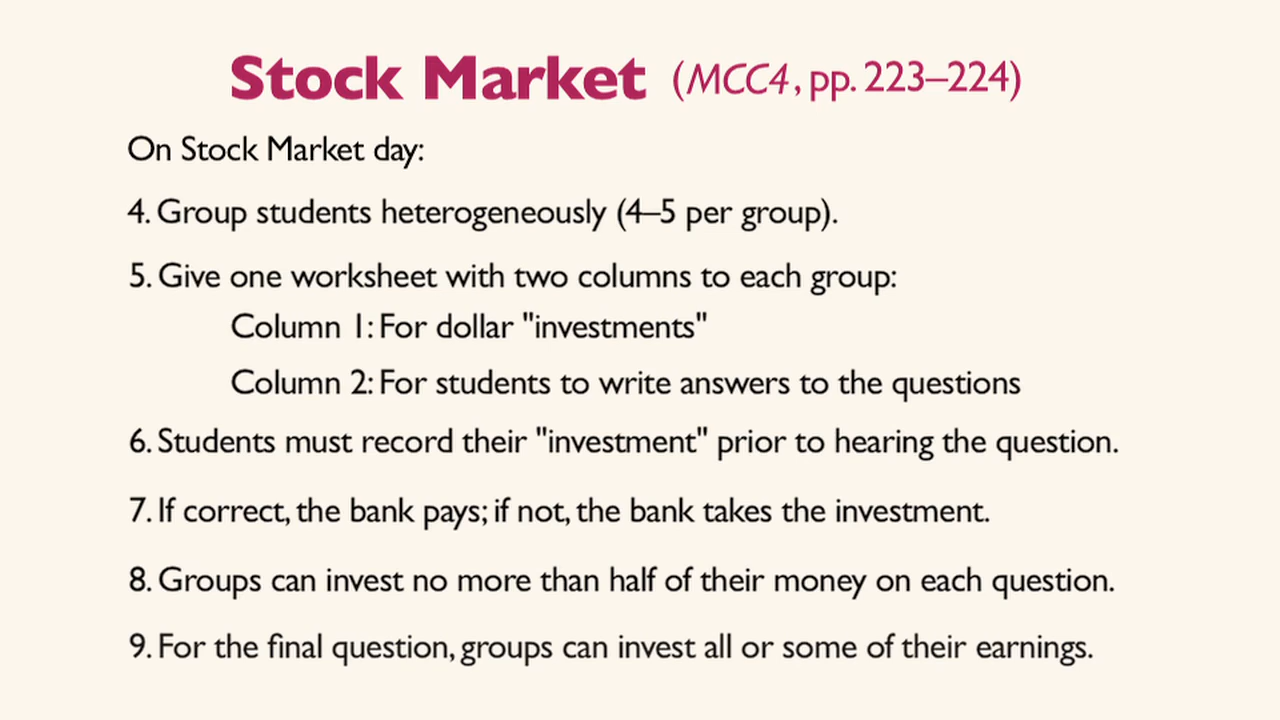 Stock Market (MCC4, pp. 223–224)
On Stock Market day:
4. Group students heterogeneously (4–5 per group).
5. Give one worksheet with two columns to each group:
Column 1: For dollar "investments"
Column 2: For students to write answers to the questions
6. Students must record their "investment" prior to hearing the question.
7. If correct, the bank pays; if not, the bank takes the investment.
8. Groups can invest no more than half of their money on each question.
9. For the final question, groups can invest all or some of their earnings.